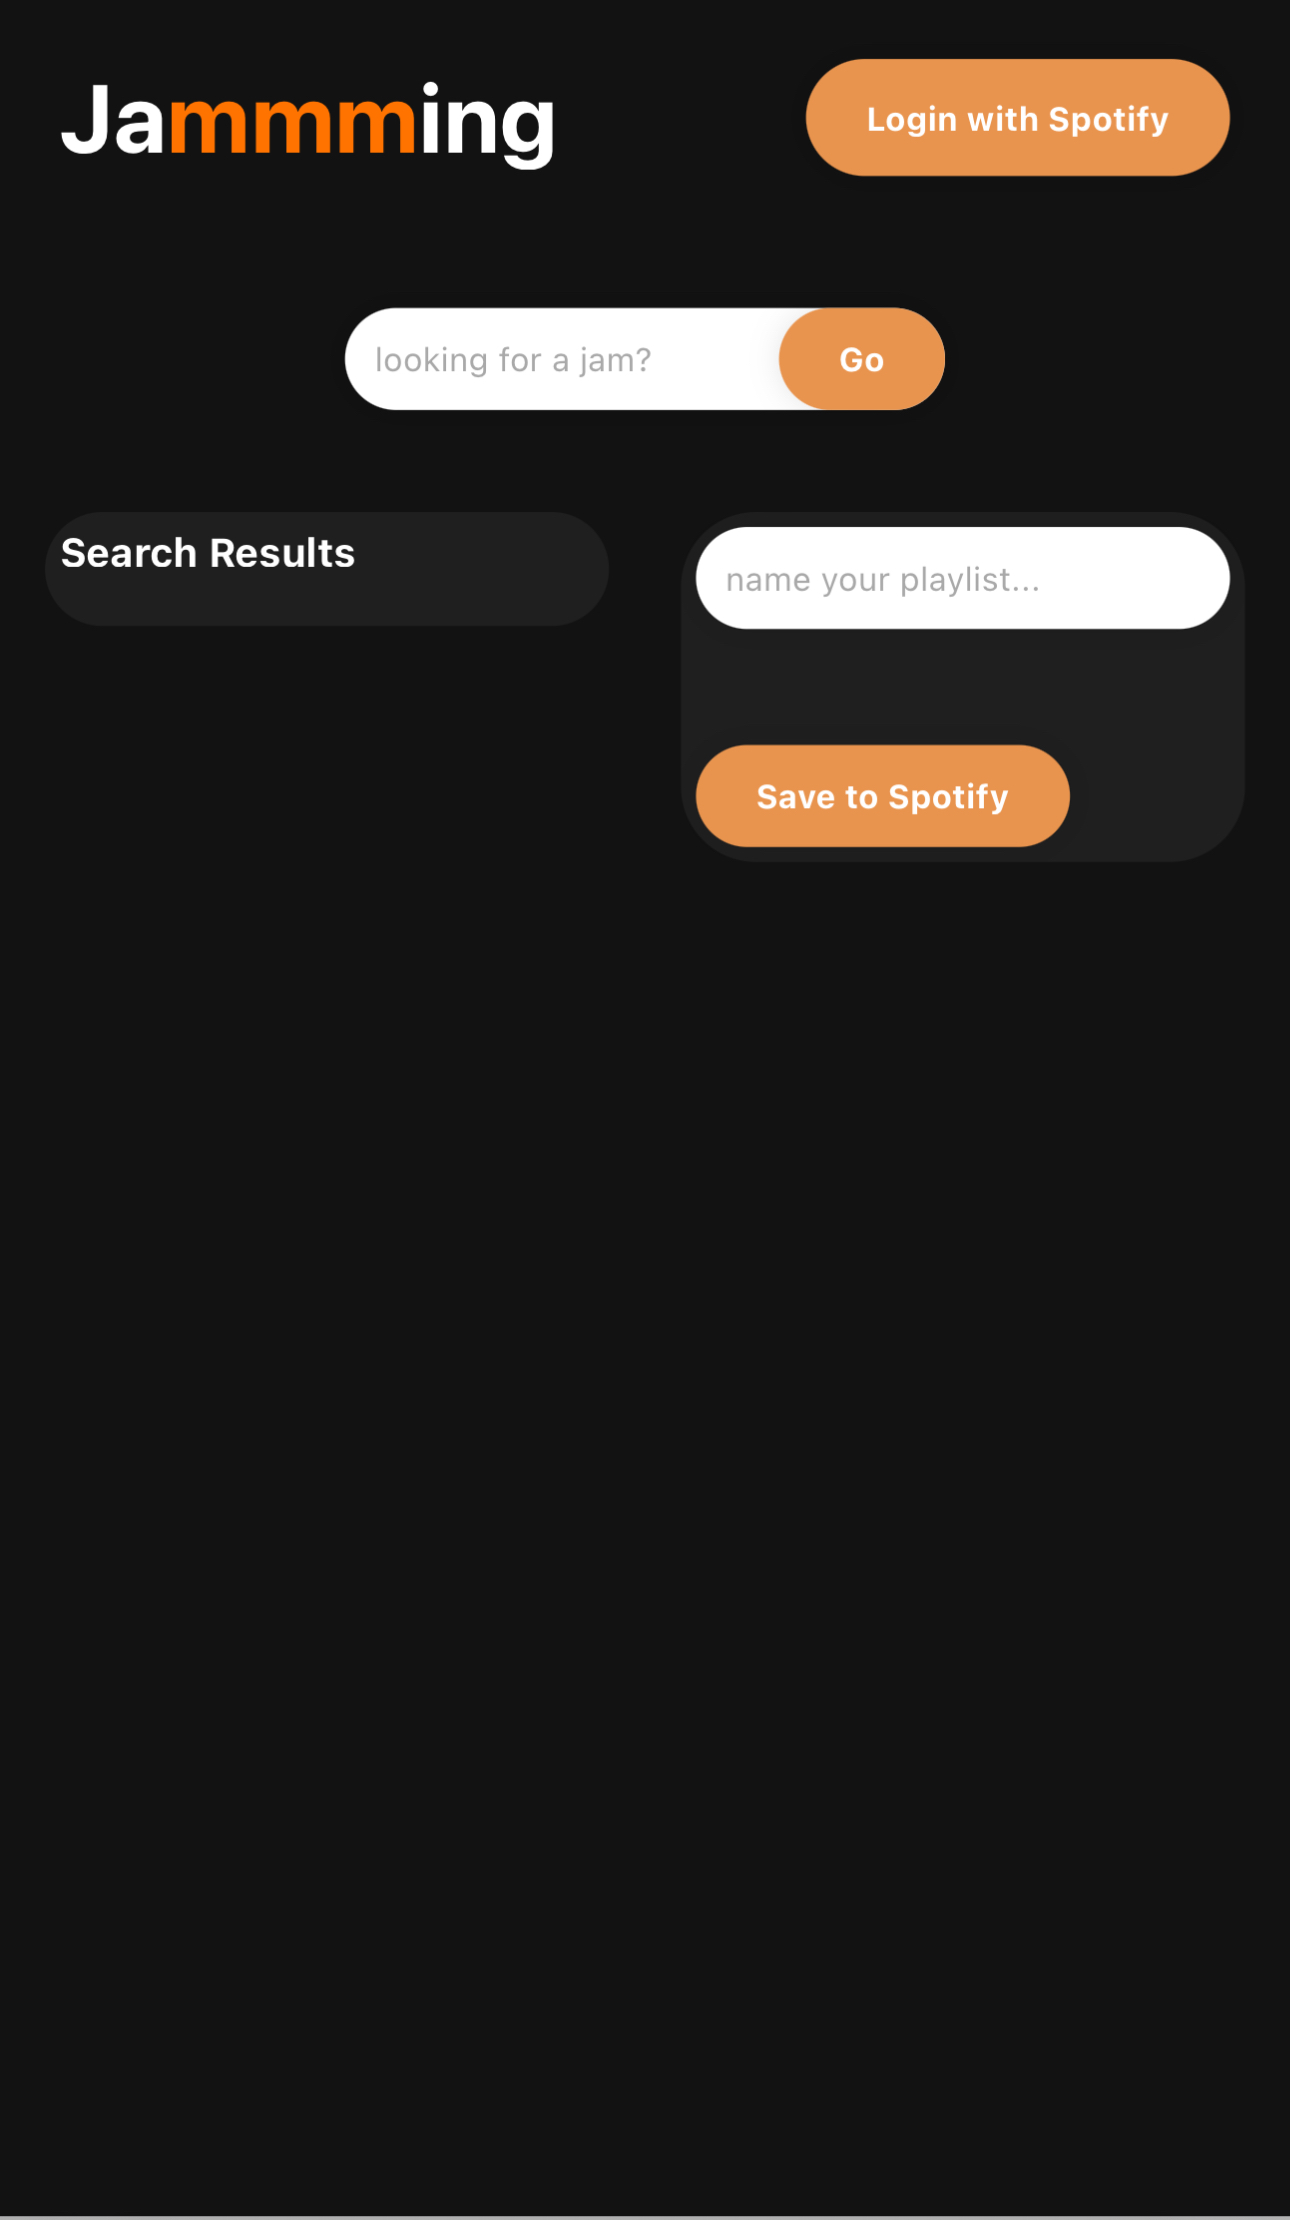 Jammming
Login with Spotify
looking for a jam?
Go
Search Results
name your playlist...
Save to Spotify